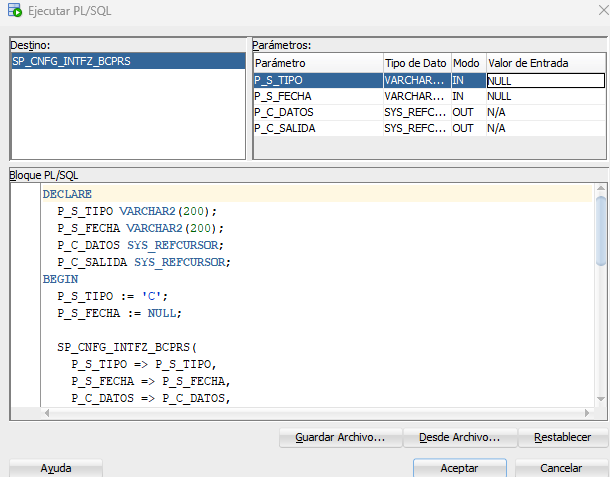 Ejecutar PL/SQL
Destino:
SP_CNFG_INTFZ_BCPRS
Parámetros:
Parámetro Tipo de Dato Modo Valor de Entrada
P_S_TIPO VARCHAR... IN NULL
P_S_FECHA VARCHAR... IN NULL
P_C_DATOS SYS_REFC... OUT N/A
P_C_SALIDA SYS_REFC... OUT N/A
Bloque PL/SQL
DECLARE
P_S_TIPO VARCHAR2(200);
P_S_FECHA VARCHAR2(200);
P_C_DATOS SYS_REFCURSOR;
P_C_SALIDA SYS_REFCURSOR;
BEGIN
P_S_TIPO := 'C';
P_S_FECHA := NULL;
SP_CNFG_INTFZ_BCPRS(
P_S_TIPO => P_S_TIPO,
P_S_FECHA => P_S_FECHA,
P_C_DATOS => P_C_DATOS,
Guardar Archivo... Desde Archivo... Restablecer
Ayuda Aceptar Cancelar